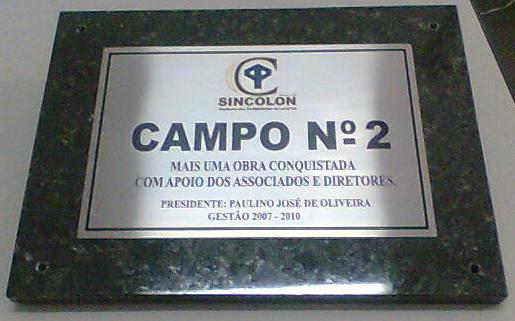 SINCOLON
CAMPO Nº 2
MAIS UMA OBRA CONQUISTADA
COM APOIO DOS ASSOCIADOS E DIRETORES.
PRESIDENTE: PAULINO JOSÉ DE OLIVEIRA
GESTÃO 2007 - 2010